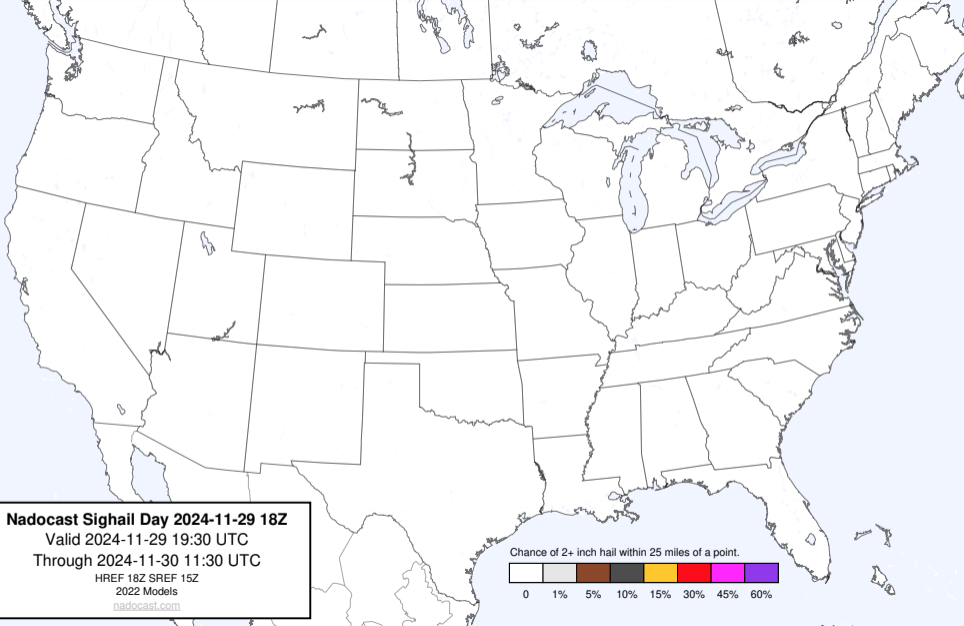 Nadocast Sighail Day 2024-11-29 18Z
Valid 2024-11-29 19:30 UTC
Through 2024-11-30 11:30 UTC
HREF 18Z SREF 15Z
2022 Models
nadocast.com
Chance of 2+ inch hail within 25 miles of a point.
0 1% 5% 10% 15% 30% 45% 60%